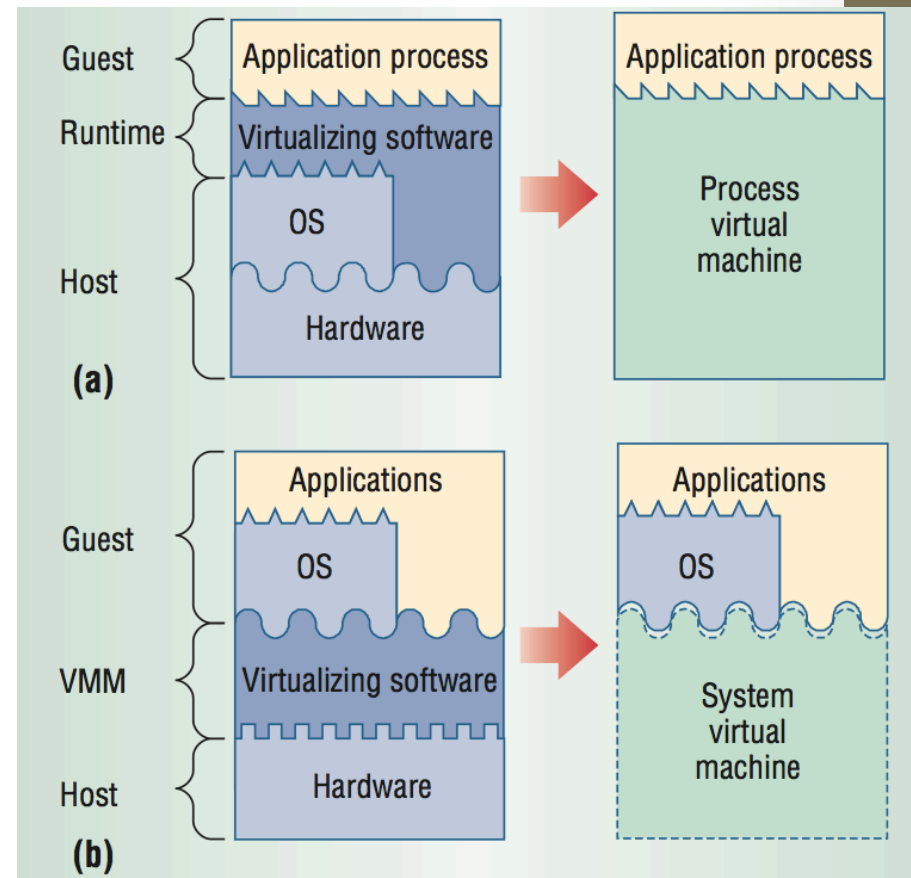 Guest
Application process
Runtime
Virtualizing software
OS
Host
Hardware
(a)
Application process
Process
virtual
machine
Guest
Applications
OS
VMM
Virtualizing software
Host
Hardware
(b)
Applications
OS
System
virtual
machine